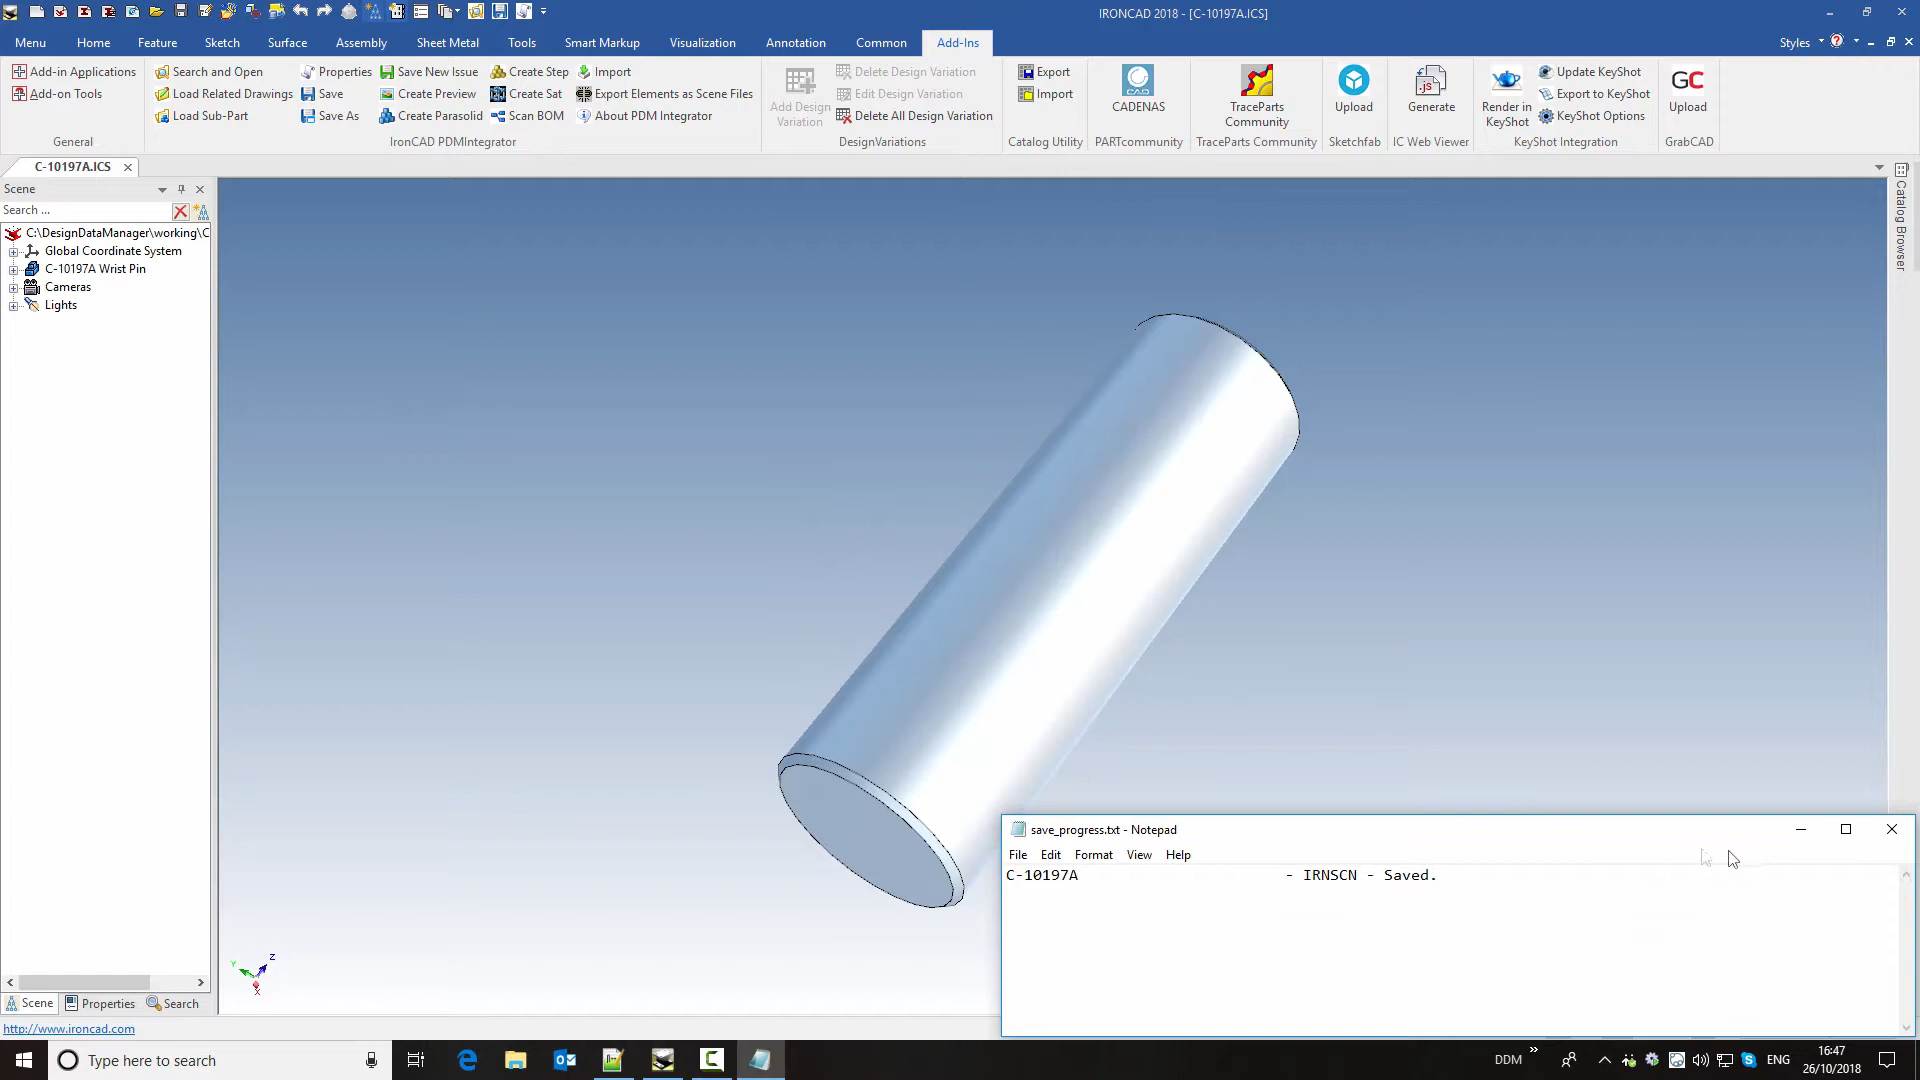 IRONCAD 2018 - [C-10197A.ICS]
Menu Home Feature Sketch Surface Assembly Sheet Metal Tools Smart Markup Visualization Annotation Common Add-Ins Styles
Add-in Applications Search and Open Properties Save New Issue Create Step Import Delete Design Variation Export Update KeyShot
Add-on Tools Load Related Drawings Save Create Preview Create Sat Export Elements as Scene Files Edit Design Variation Import Export to KeyShot
Load Sub-Part Save As Create Parasolid Scan BOM About PDM Integrator Delete All Design Variation KeyShot Options
Add Design Variation
CADENAS
TraceParts Community
Upload
Generate
Render in KeyShot
GC
Upload
General IronCAD PDMIntegrator DesignVariations Catalog Utility PARTcommunity TraceParts Community Sketchfab IC Web Viewer KeyShot Integration GrabCAD
C-10197A.ICS
Scene
Search ...
C:\DesignDataManager\working\C
Global Coordinate System
C-10197A Wrist Pin
Cameras
Lights
Catalog Browser
Z
Y
X
Scene Properties Search
http://www.ironcad.com
save_progress.txt - Notepad
File Edit Format View Help
C-10197A - IRNSCN - Saved.
Type here to search
DDM
ENG
16:47
26/10/2018